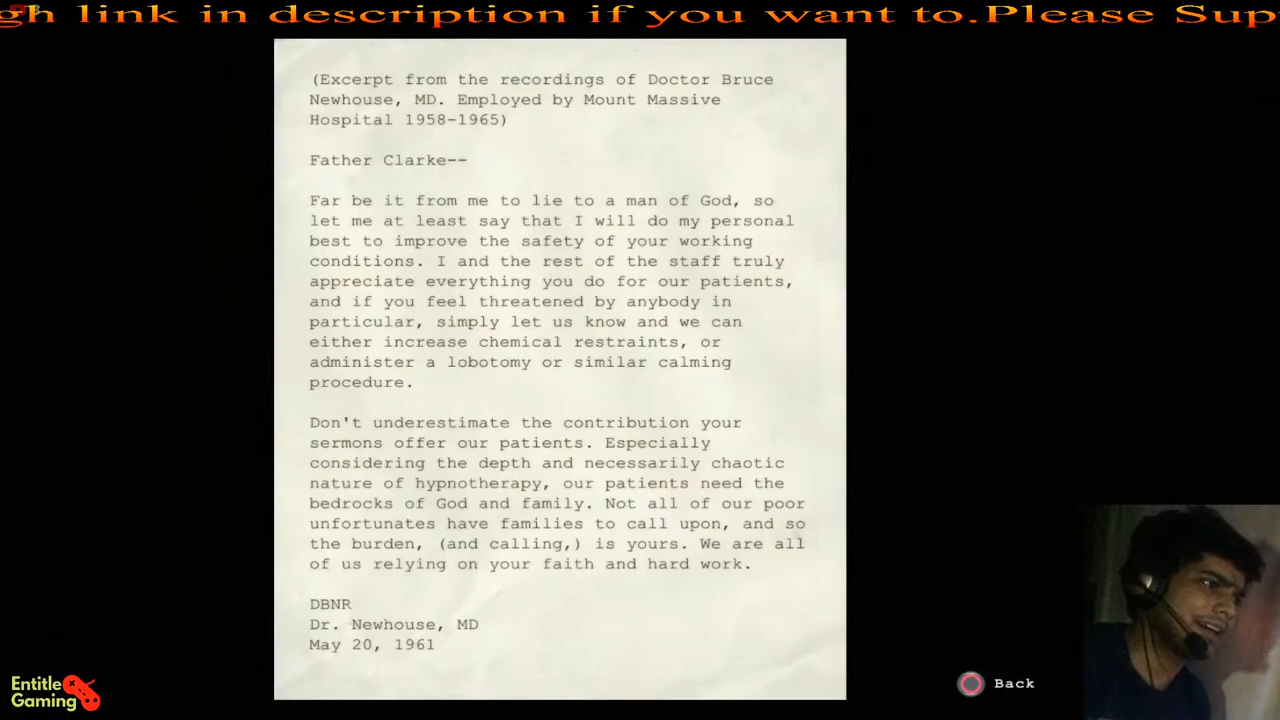 gh link in description if you want to.Please Sup
(Excerpt from the recordings of Doctor Bruce
Newhouse, MD. Employed by Mount Massive
Hospital 1958-1965)
Father Clarke--
Far be it from me to lie to a man of God, so
let me at least say that I will do my personal
best to improve the safety of your working
conditions. I and the rest of the staff truly
appreciate everything you do for our patients,
and if you feel threatened by anybody in
particular, simply let us know and we can
either increase chemical restraints, or
administer a lobotomy or similar calming
procedure.
Don't underestimate the contribution your
sermons offer our patients. Especially
considering the depth and necessarily chaotic
nature of hypnotherapy, our patients need the
bedrocks of God and family. Not all of our poor
unfortunates have families to call upon, and so
the burden, (and calling,) is yours. We are all
of us relying on your faith and hard work.
DBNR
Dr. Newhouse, MD
May 20, 1961
Back
Entitle
Gaming